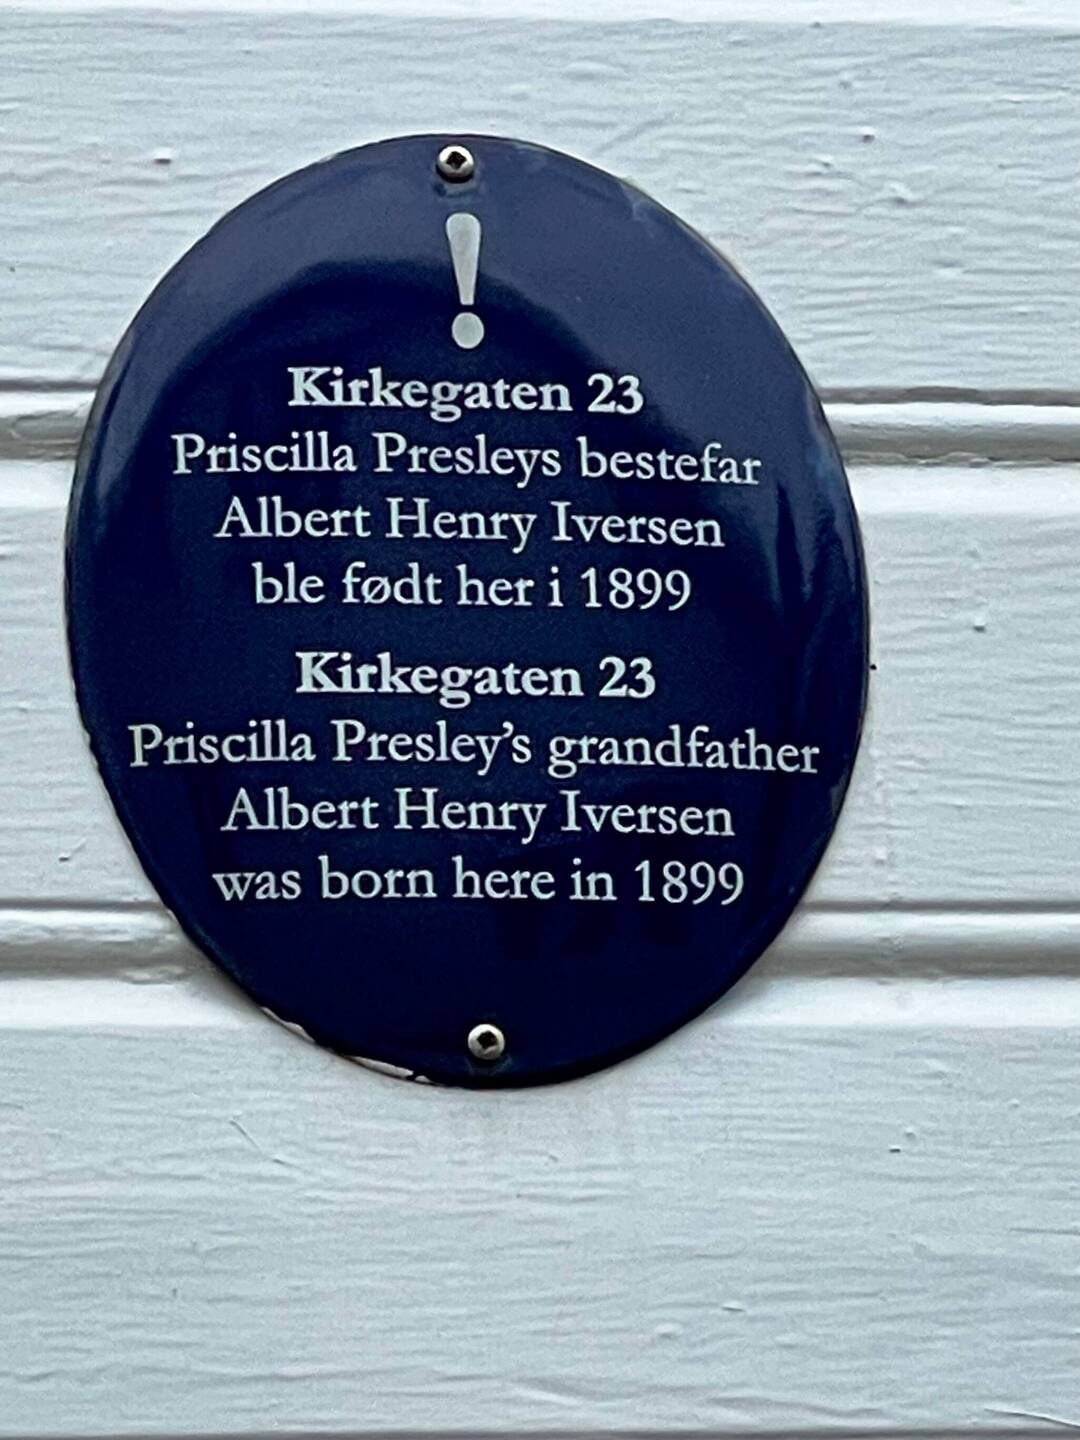 !
Kirkegaten 23
Priscilla Presleys bestefar
Albert Henry Iversen
ble født her i 1899
Kirkegaten 23
Priscilla Presley’s grandfather
Albert Henry Iversen
was born here in 1899